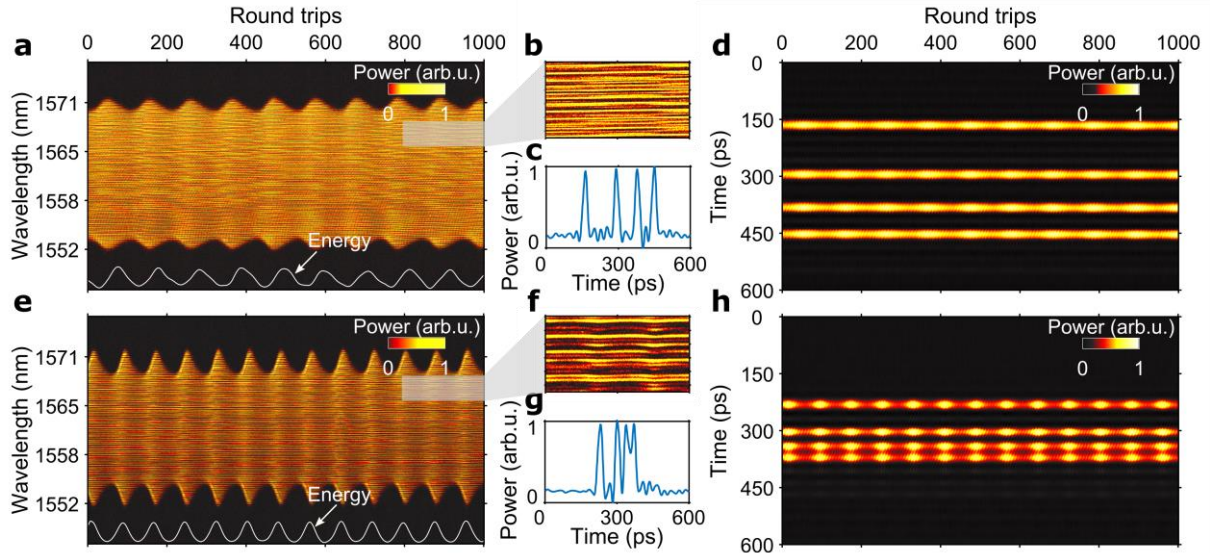 Round trips
Round trips
a
0 200 400 600 800 1000
b
d
0 200 400 600 800 1000
Power (arb.u.)
0 1
1571
1565
1558
1552
Wavelength (nm)
Energy
c
1
0
Power (arb.u.)
0 300 600
Time (ps)
Power (arb.u.)
0 1
0
150
300
450
600
Time (ps)
e
f
h
Power (arb.u.)
0 1
1571
1565
1558
1552
Wavelength (nm)
Energy
g
1
0
Power (arb.u.)
0 300 600
Time (ps)
Power (arb.u.)
0 1
0
150
300
450
600
Time (ps)